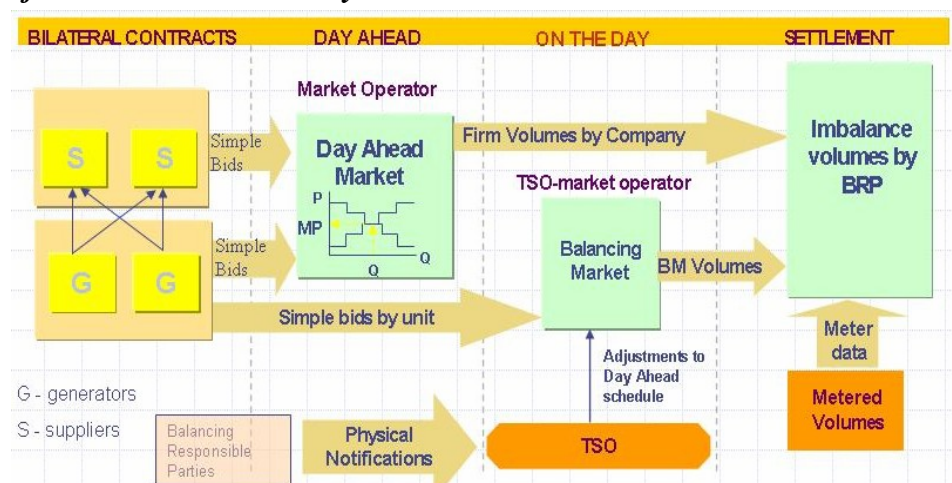 BILATERAL CONTRACTS
DAY AHEAD
ON THE DAY
SETTLEMENT
Market Operator
S
S
Simple
Bids
Day Ahead
Market
P
MP
Q
Q
Firm Volumes by Company
Imbalance
volumes by
BRP
TSO-market operator
G
G
Simple
Bids
Balancing
Market
BM Volumes
Simple bids by unit
Meter
data
Adjustments to
Day Ahead
schedule
G - generators
S - suppliers
Balancing
Responsible
Parties
Physical
Notifications
TSO
Metered
Volumes